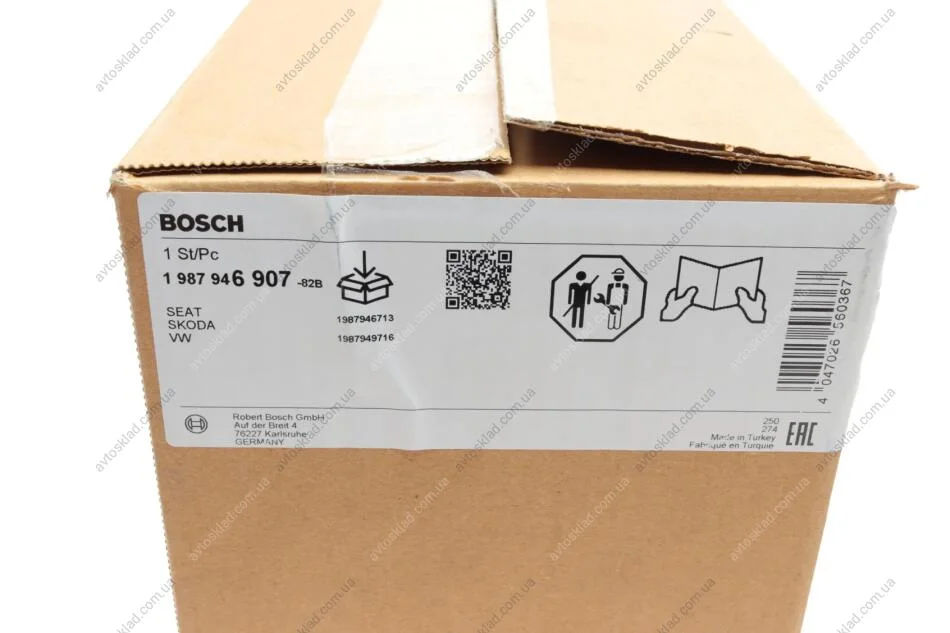 BOSCH
1 St/Pc
1 987 946 907 -82B
SEAT
SKODA
VW
1987946713
1987949716
4 047026 560367
Robert Bosch GmbH
Auf der Breit 4
76227 Karlsruhe
GERMANY
250
274
Made in Turkey
Fabriqué en Turquie
EAC
avtosklad.com.ua